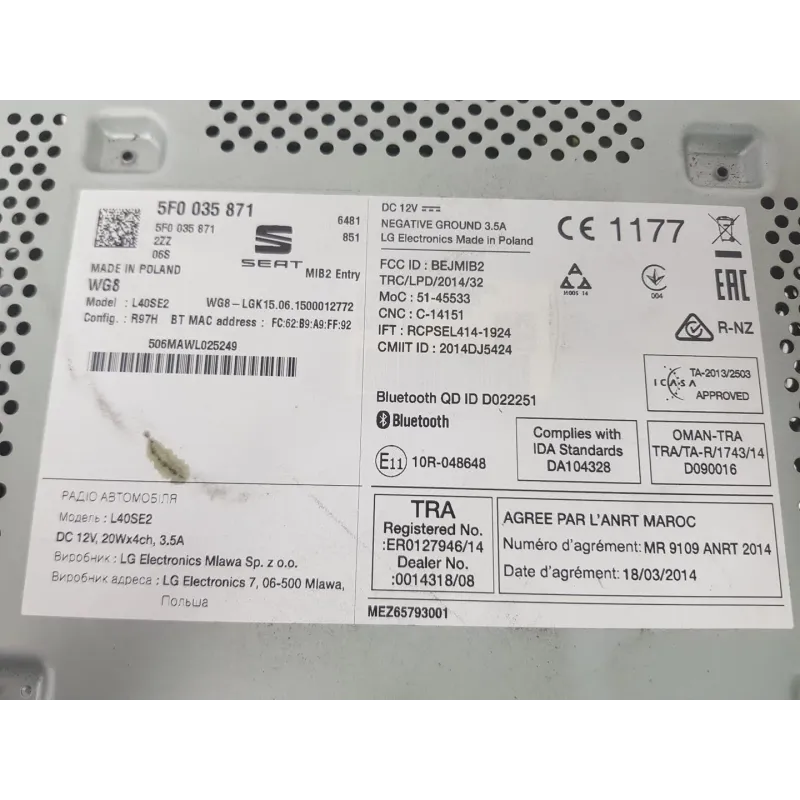 5F0 035 871
5F0 035 871
2ZZ
06S
SEAT
6481
851
MIB2 Entry
MADE IN POLAND
WG8
Model : L40SE2 WG8-LGK15.06.1500012772
Config. : R97H BT MAC address : FC:62:B9:A9:FF:92
506MAWL025249
РАДІО АВТОМОБІЛЯ
Модель : L40SE2
DC 12V, 20Wx4ch, 3.5A
Виробник : LG Electronics Mlawa Sp. z o.o.
Виробник адреса : LG Electronics 7, 06-500 Mlawa,
Польша
DC 12V
NEGATIVE GROUND 3.5A
LG Electronics Made in Poland
CE 1177
FCC ID : BEJMIB2
TRC/LPD/2014/32
MoC : 51-45533
CNC : C-14151
IFT : RCPSEL414-1924
CMIIT ID : 2014DJ5424
004
EAC
R-NZ
ICASA
TA-2013/2503
APPROVED
Bluetooth QD ID D022251
Bluetooth
E11 10R-048648
Complies with
IDA Standards
DA104328
OMAN-TRA
TRA/TA-R/1743/14
D090016
TRA
Registered No.
:ER0127946/14
Dealer No.
:0014318/08
AGREE PAR L'ANRT MAROC
Numéro d'agrément: MR 9109 ANRT 2014
Date d'agrément: 18/03/2014
MEZ65793001